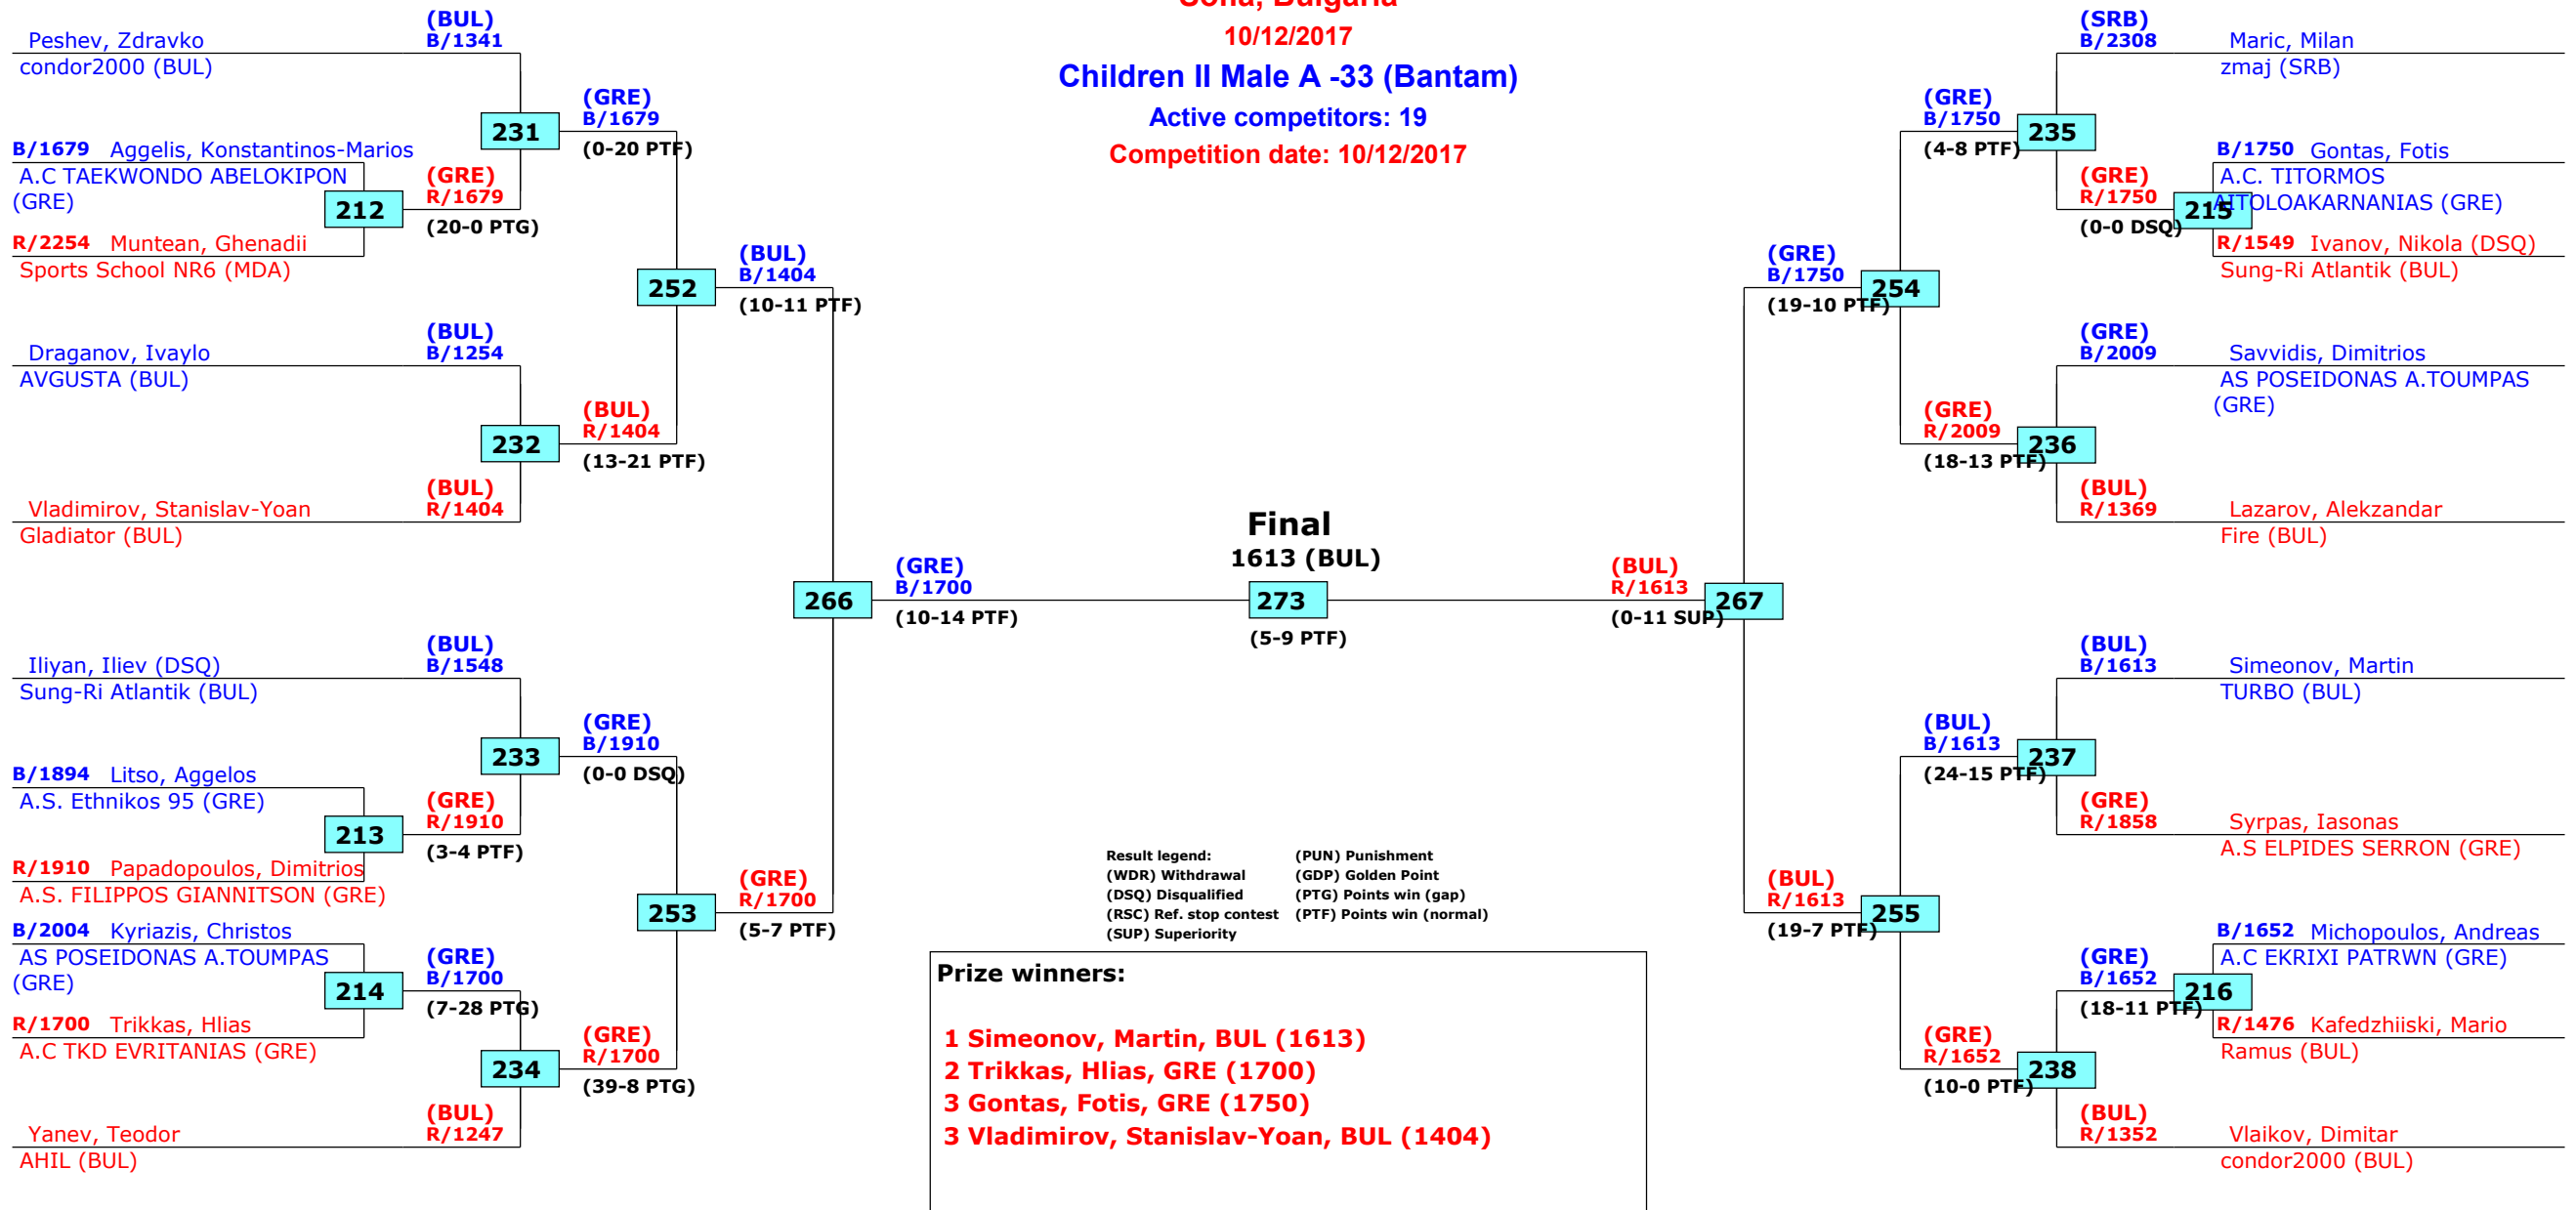 Sofia, Bulgaria
10/12/2017
Children II Male A -33 (Bantam)
Active competitors: 19
Competition date: 10/12/2017
Peshev, Zdravko
condor2000 (BUL)
(BUL)
B/1341
B/1679 Aggelis, Konstantinos-Marios
A.C TAEKWONDO ABELOKIPON
(GRE)
R/2254 Muntean, Ghenadii
Sports School NR6 (MDA)
212
(GRE)
R/1679
(20-0 PTG)
231
(GRE)
B/1679
(0-20 PTF)
Draganov, Ivaylo
AVGUSTA (BUL)
(BUL)
B/1254
Vladimirov, Stanislav-Yoan
Gladiator (BUL)
(BUL)
R/1404
232
(BUL)
R/1404
(13-21 PTF)
252
(BUL)
B/1404
(10-11 PTF)
Iliyan, Iliev (DSQ)
Sung-Ri Atlantik (BUL)
(BUL)
B/1548
B/1894 Litso, Aggelos
A.S. Ethnikos 95 (GRE)
R/1910 Papadopoulos, Dimitrios
A.S. FILIPPOS GIANNITSON (GRE)
213
(GRE)
R/1910
(3-4 PTF)
233
(GRE)
B/1910
(0-0 DSQ)
B/2004 Kyriazis, Christos
AS POSEIDONAS A.TOUMPAS
(GRE)
R/1700 Trikkas, Hlias
A.C TKD EVRITANIAS (GRE)
214
(GRE)
B/1700
(7-28 PTG)
Yanev, Teodor
AHIL (BUL)
(BUL)
R/1247
234
(GRE)
R/1700
(39-8 PTG)
253
(GRE)
R/1700
(5-7 PTF)
266
(GRE)
B/1700
(10-14 PTF)
Final
1613 (BUL)
273
(5-9 PTF)
(BUL)
R/1613
(0-11 SUP)
267
(GRE)
B/1750
(19-10 PTF)
254
(GRE)
B/1750
(4-8 PTF)
235
(SRB)
B/2308
Maric, Milan
zmaj (SRB)
(GRE)
R/1750
(0-0 DSQ)
215
B/1750 Gontas, Fotis
A.C. TITORMOS
AITOLOAKARNANIAS (GRE)
R/1549 Ivanov, Nikola (DSQ)
Sung-Ri Atlantik (BUL)
(GRE)
R/2009
(18-13 PTF)
236
(GRE)
B/2009
Savvidis, Dimitrios
AS POSEIDONAS A.TOUMPAS
(GRE)
(BUL)
R/1369
Lazarov, Alekzandar
Fire (BUL)
(BUL)
R/1613
(19-7 PTF)
255
(BUL)
B/1613
(24-15 PTF)
237
(BUL)
B/1613
Simeonov, Martin
TURBO (BUL)
(GRE)
R/1858
Syrpas, Iasonas
A.S ELPIDES SERRON (GRE)
(GRE)
R/1652
(10-0 PTF)
238
(GRE)
B/1652
(18-11 PTF)
216
B/1652 Michopoulos, Andreas
A.C EKRIXI PATRWN (GRE)
R/1476 Kafedzhiiski, Mario
Ramus (BUL)
(BUL)
R/1352
Vlaikov, Dimitar
condor2000 (BUL)
Result legend: (PUN) Punishment
(WDR) Withdrawal (GDP) Golden Point
(DSQ) Disqualified (PTG) Points win (gap)
(RSC) Ref. stop contest (PTF) Points win (normal)
(SUP) Superiority
Prize winners:
1 Simeonov, Martin, BUL (1613)
2 Trikkas, Hlias, GRE (1700)
3 Gontas, Fotis, GRE (1750)
3 Vladimirov, Stanislav-Yoan, BUL (1404)